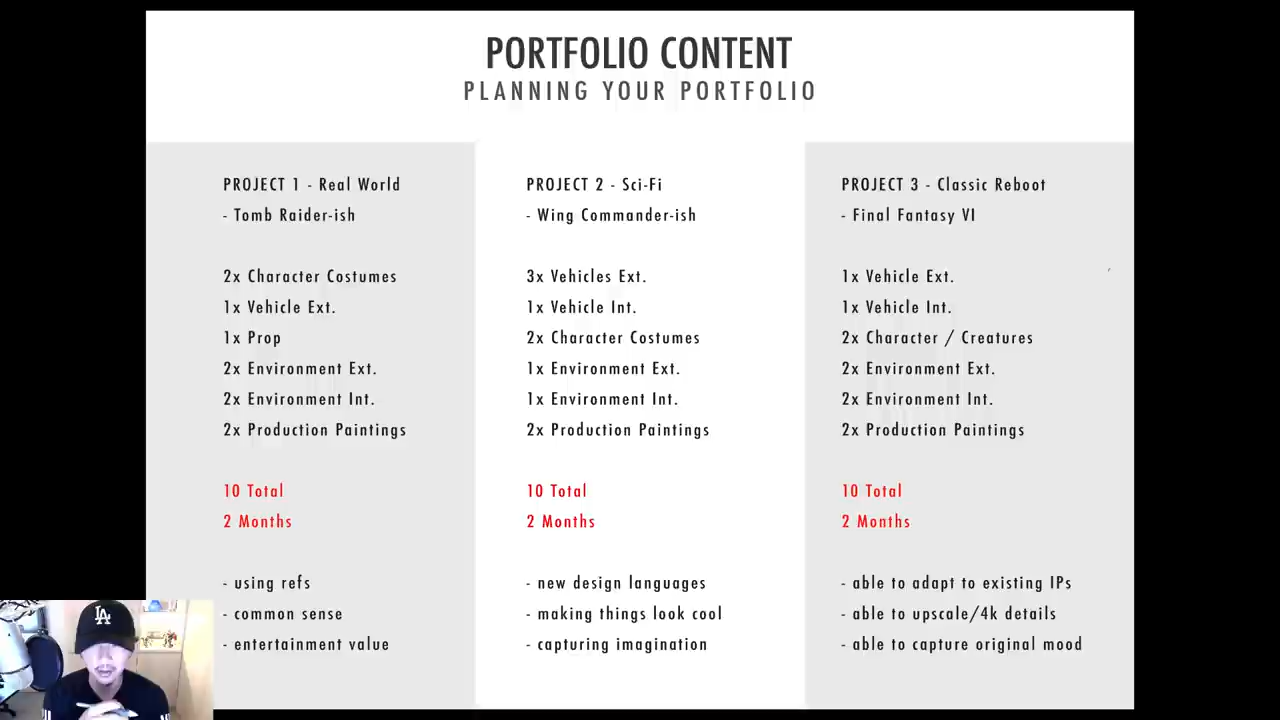 PORTFOLIO CONTENT
PLANNING YOUR PORTFOLIO
PROJECT 1 - Real World
- Tomb Raider-ish
2x Character Costumes
1x Vehicle Ext.
1x Prop
2x Environment Ext.
2x Environment Int.
2x Production Paintings
10 Total
2 Months
- using refs
- common sense
- entertainment value
PROJECT 2 - Sci-Fi
- Wing Commander-ish
3x Vehicles Ext.
1x Vehicle Int.
2x Character Costumes
1x Environment Ext.
1x Environment Int.
2x Production Paintings
10 Total
2 Months
- new design languages
- making things look cool
- capturing imagination
PROJECT 3 - Classic Reboot
- Final Fantasy VI
1x Vehicle Ext.
1x Vehicle Int.
2x Character / Creatures
2x Environment Ext.
2x Environment Int.
2x Production Paintings
10 Total
2 Months
- able to adapt to existing IPs
- able to upscale/4k details
- able to capture original mood
LA